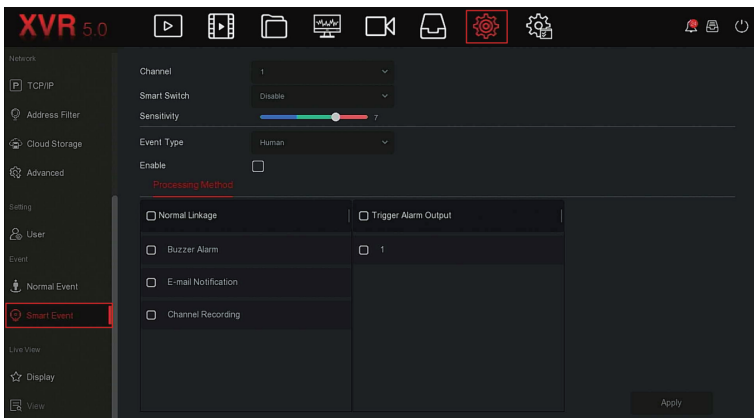 XVR 5.0
Network
P TCP/IP
Address Filter
Cloud Storage
Advanced
Setting
User
Event
Normal Event
Smart Event
Live View
Display
View
Channel 1
Smart Switch Disable
Sensitivity 7
Event Type Human
Enable
Processing Method
Normal Linkage Trigger Alarm Output
Buzzer Alarm 1
E-mail Notification
Channel Recording
Apply